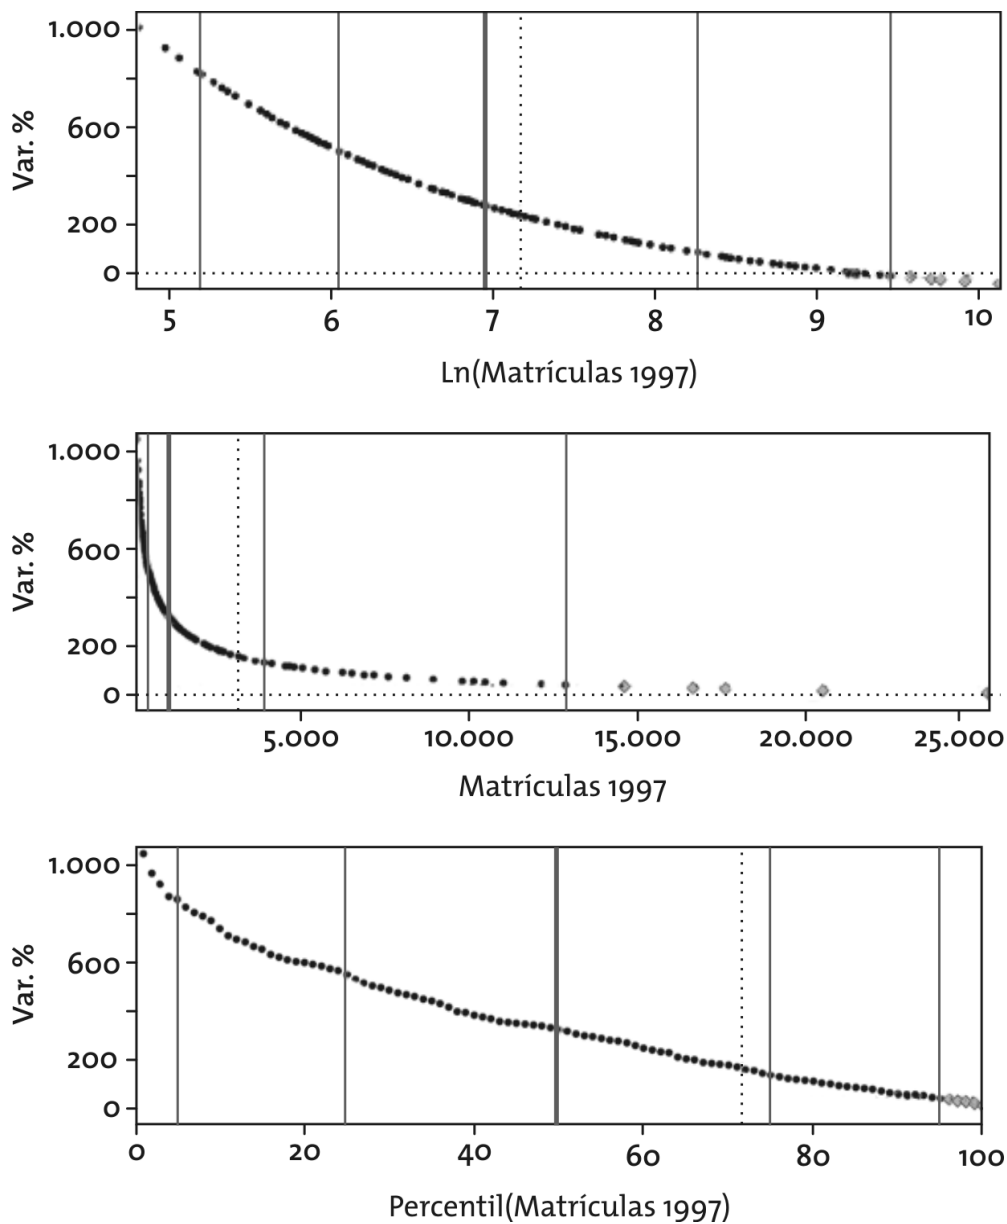 1.000
600
200
0
Var. %
5 6 7 8 9 10
Ln(Matrículas 1997)
1.000
600
200
0
Var. %
5.000 10.000 15.000 20.000 25.000
Matrículas 1997
1.000
600
200
0
Var. %
0 20 40 60 80 100
Percentil(Matrículas 1997)